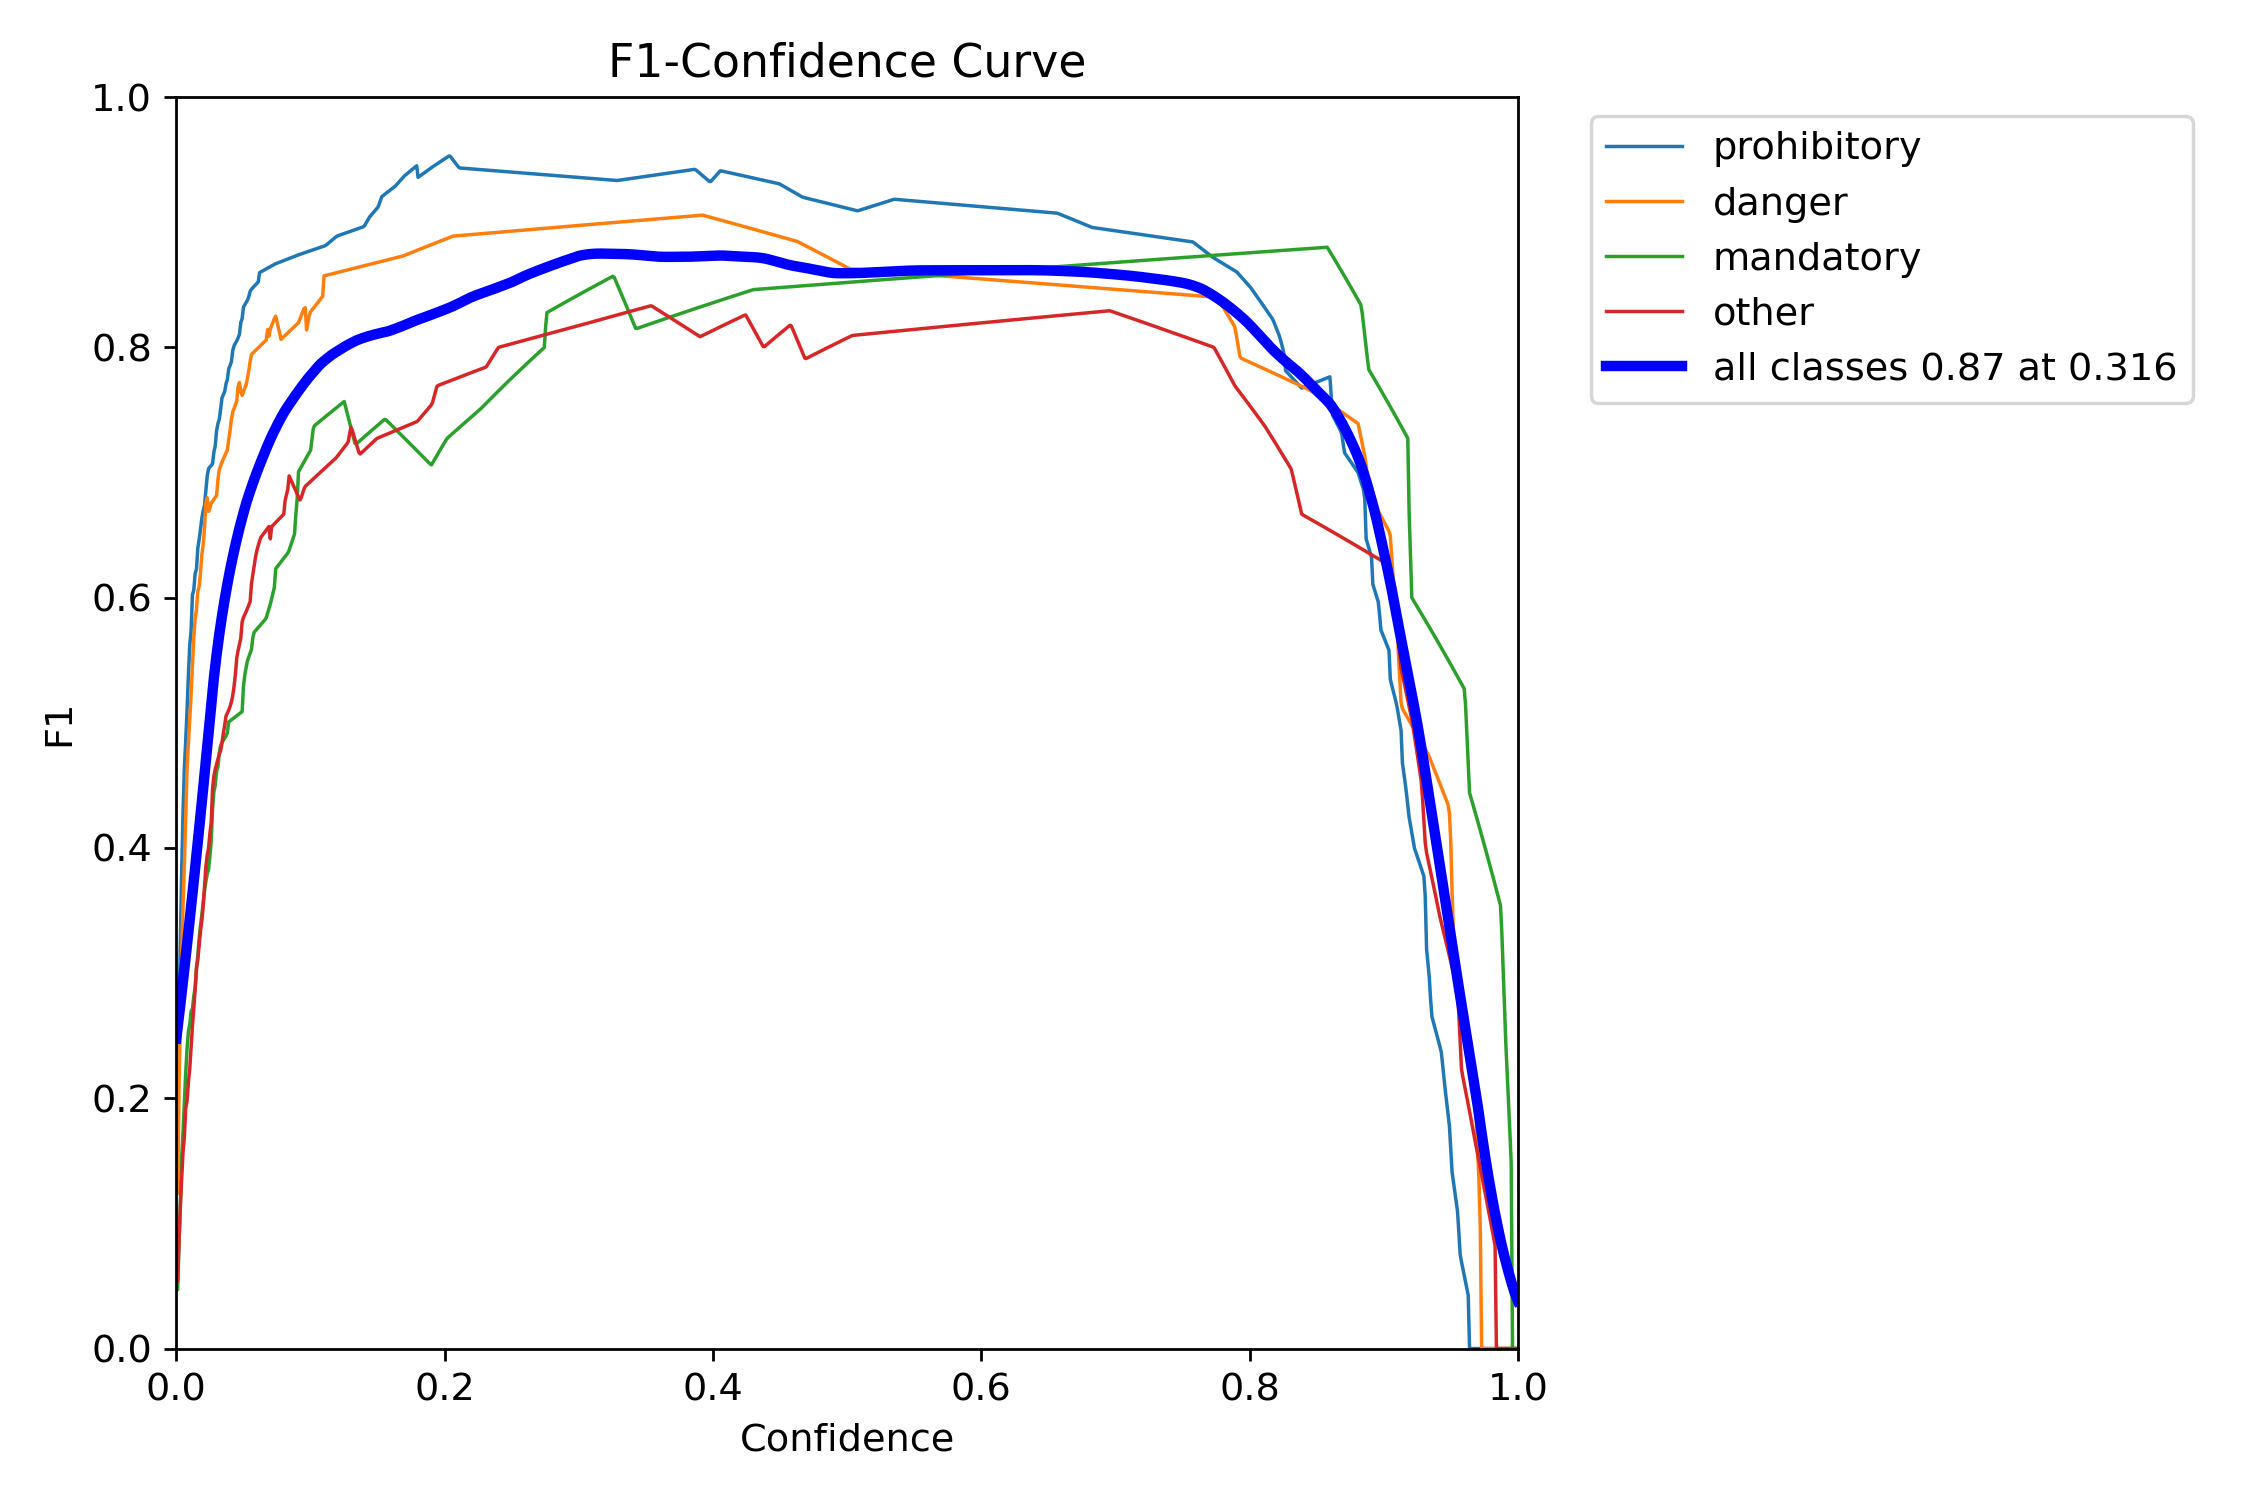 F1-Confidence Curve
1.0
0.8
0.6
0.4
0.2
0.0
F1
0.0 0.2 0.4 0.6 0.8 1.0
Confidence
prohibitory
danger
mandatory
other
all classes 0.87 at 0.316